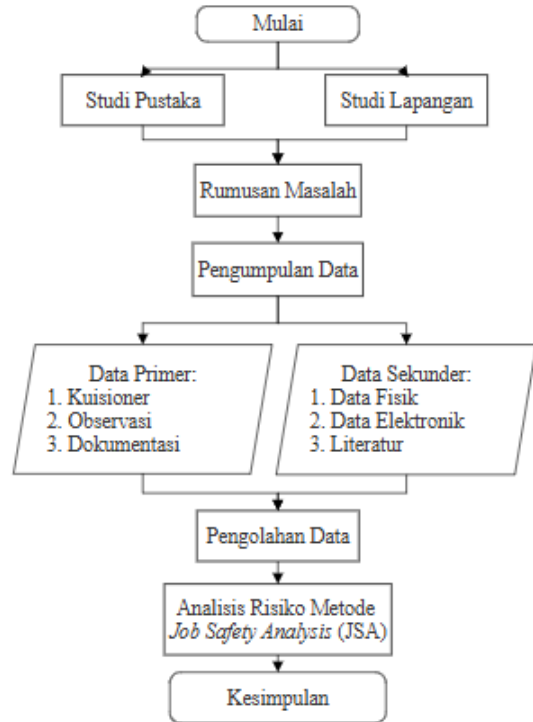 Mulai
Studi Pustaka
Studi Lapangan
Rumusan Masalah
Pengumpulan Data
Data Primer:
1. Kuisioner
2. Observasi
3. Dokumentasi
Data Sekunder:
1. Data Fisik
2. Data Elektronik
3. Literatur
Pengolahan Data
Analisis Risiko Metode
Job Safety Analysis (JSA)
Kesimpulan